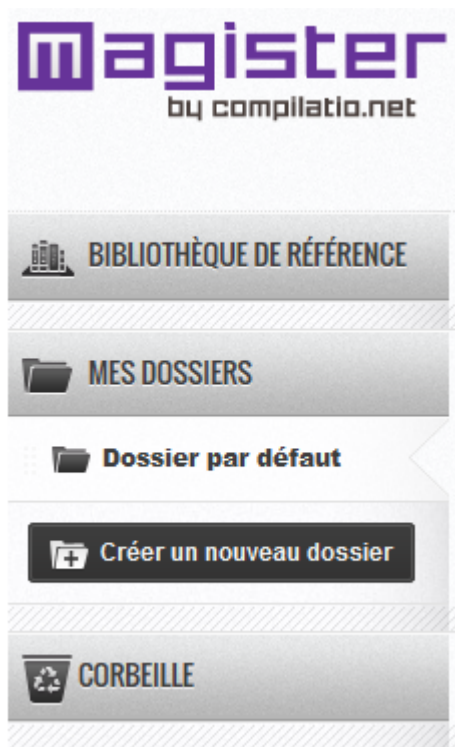 magister
by compilatio.net
BIBLIOTHÈQUE DE RÉFÉRENCE
MES DOSSIERS
Dossier par défaut
Créer un nouveau dossier
CORBEILLE